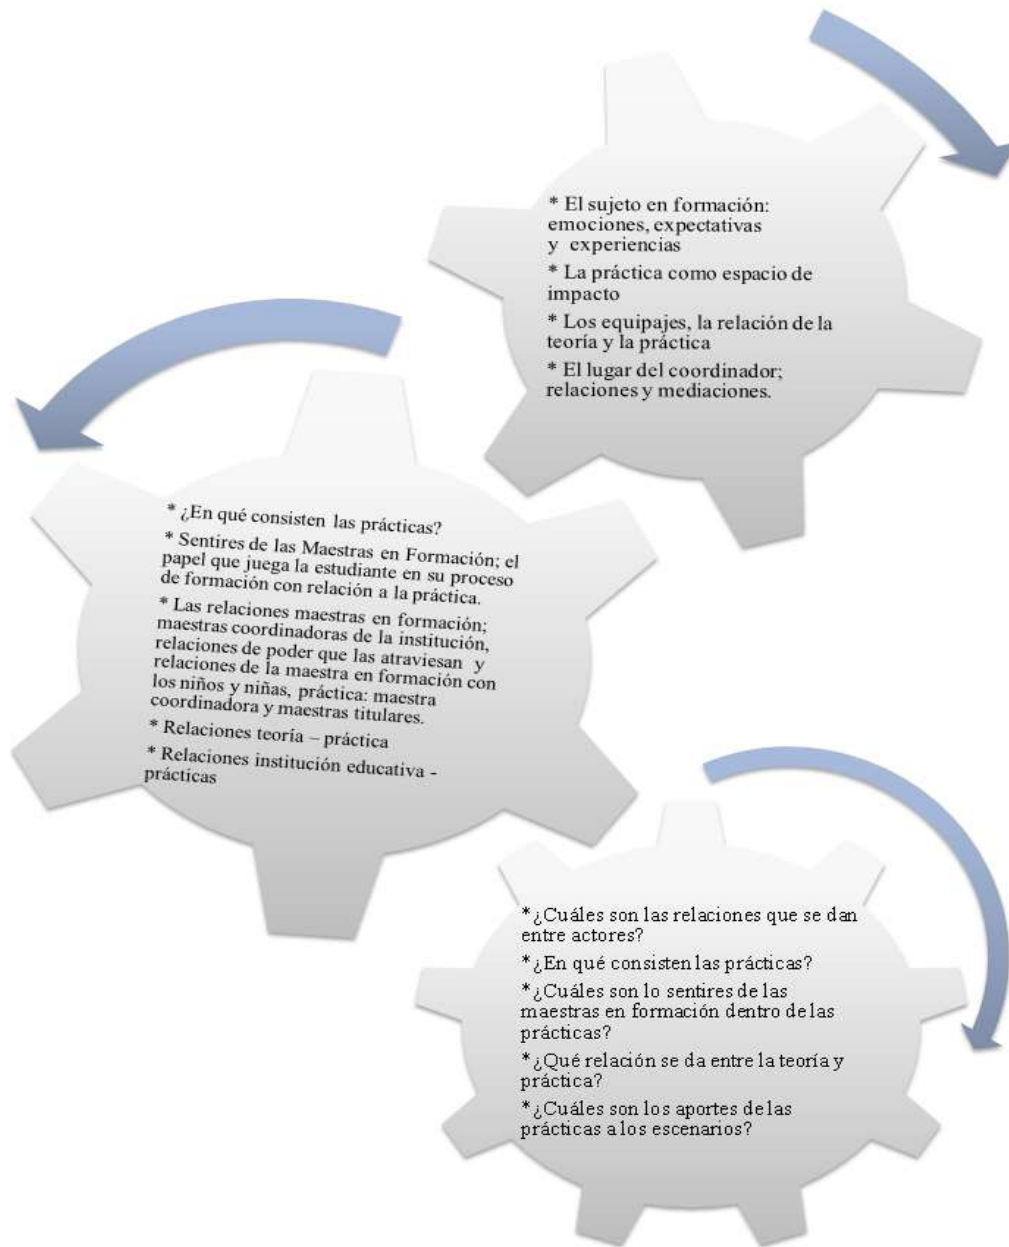 * El sujeto en formación:
emociones, expectativas
y experiencias
* La práctica como espacio de
impacto
* Los equipajes, la relación de la
teoría y la práctica
* El lugar del coordinador;
relaciones y mediaciones.
* ¿En qué consisten las prácticas?
* Sentires de las Maestras en Formación; el
papel que juega la estudiante en su proceso
de formación con relación a la práctica.
* Las relaciones maestras en formación;
maestras coordinadoras de la institución,
relaciones de poder que las atraviesan y
relaciones de la maestra en formación con
los niños y niñas, práctica: maestra
coordinadora y maestras titulares.
* Relaciones teoría – práctica
* Relaciones institución educativa -
prácticas
*¿Cuáles son las relaciones que se dan
entre actores?
*¿En qué consisten las prácticas?
*¿Cuáles son lo sentires de las
maestras en formación dentro de las
prácticas?
*¿Qué relación se da entre la teoría y
práctica?
*¿Cuáles son los aportes de las
prácticas a los escenarios?